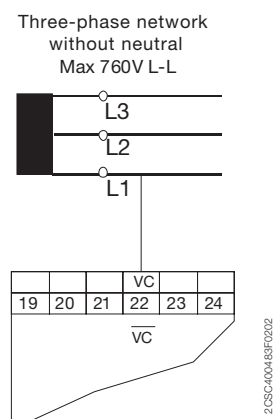 Three-phase network
without neutral
Max 760V L-L
L3
L2
L1
VC
19 20 21 22 23 24
VC
2CSC400483F0202